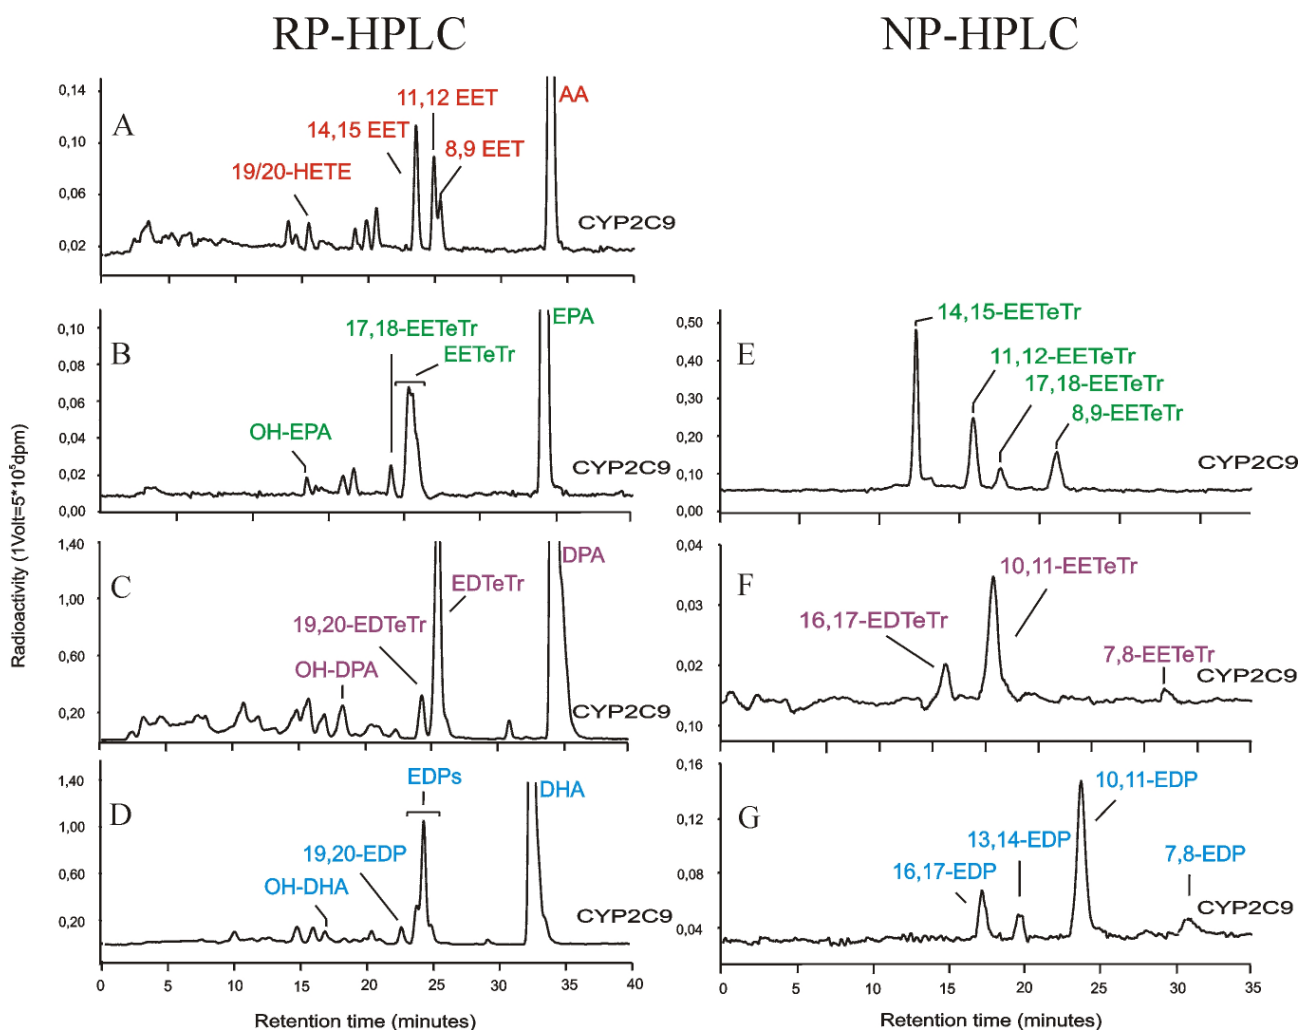 RP-HPLC
NP-HPLC
Radioactivity (1Volt=5*10⁵dpm)
A
0,14
0,10
0,06
0,02
19/20-HETE
14,15 EET
11,12 EET
8,9 EET
AA
CYP2C9
B
0,10
0,08
0,06
0,04
0,02
0,00
OH-EPA
17,18-EETeTr
EETeTr
EPA
CYP2C9
C
1,40
1,00
0,60
0,20
OH-DPA
19,20-EDTeTr
EDTeTr
DPA
CYP2C9
D
1,40
1,00
0,60
0,20
OH-DHA
19,20-EDP
EDPs
DHA
CYP2C9
0 5 10 15 20 25 30 35 40
Retention time (minutes)
E
0,50
0,40
0,30
0,20
0,10
0,00
14,15-EETeTr
11,12-EETeTr
17,18-EETeTr
8,9-EETeTr
CYP2C9
F
0,04
0,03
0,02
0,10
16,17-EDTeTr
10,11-EETeTr
7,8-EETeTr
CYP2C9
G
0,16
0,12
0,08
0,04
16,17-EDP
13,14-EDP
10,11-EDP
7,8-EDP
CYP2C9
0 5 10 15 20 25 30 35
Retention time (minutes)